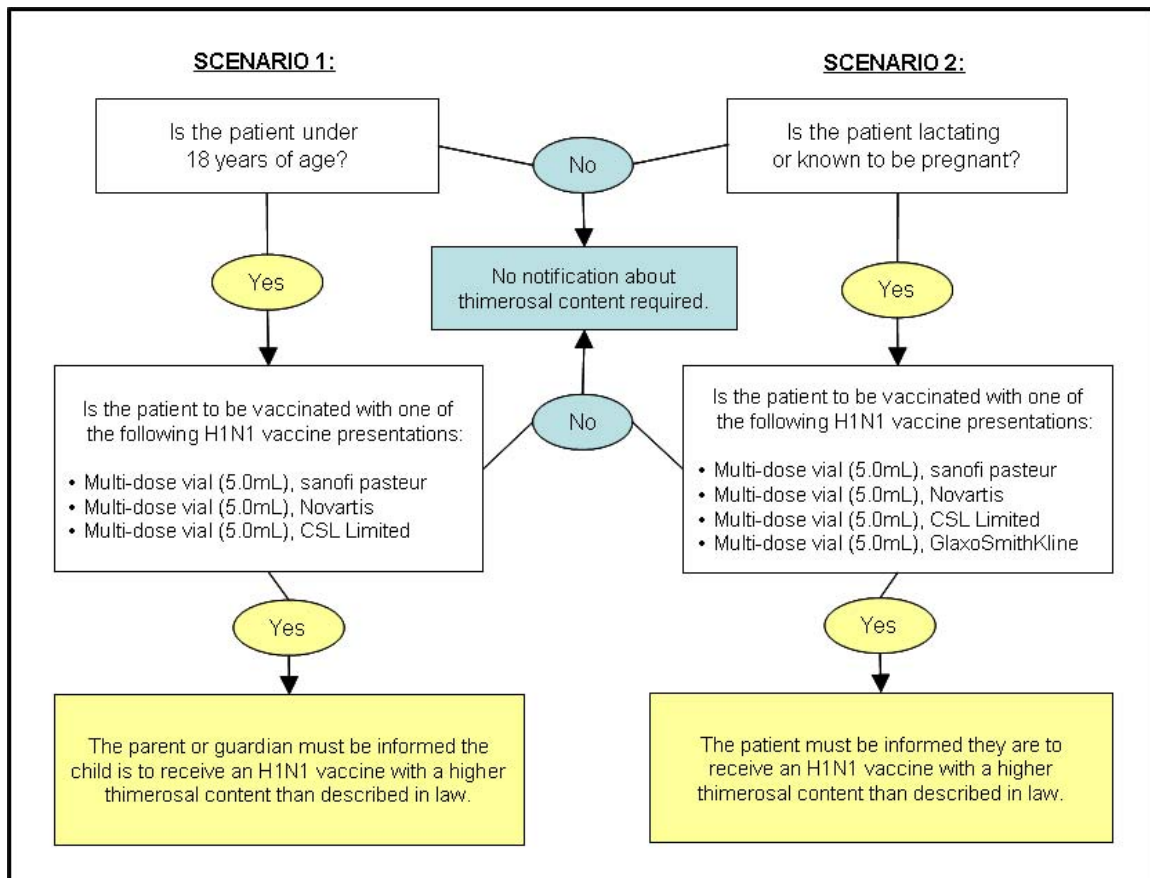 SCENARIO 1:
SCENARIO 2:
Is the patient under
18 years of age?
No
Is the patient lactating
or known to be pregnant?
Yes
No notification about
thimerosal content required.
Yes
Is the patient to be vaccinated with one of
the following H1N1 vaccine presentations:
• Multi-dose vial (5.0mL), sanofi pasteur
• Multi-dose vial (5.0mL), Novartis
• Multi-dose vial (5.0mL), CSL Limited
No
Is the patient to be vaccinated with one of
the following H1N1 vaccine presentations:
• Multi-dose vial (5.0mL), sanofi pasteur
• Multi-dose vial (5.0mL), Novartis
• Multi-dose vial (5.0mL), CSL Limited
• Multi-dose vial (5.0mL), GlaxoSmithKline
Yes
Yes
The parent or guardian must be informed the
child is to receive an H1N1 vaccine with a higher
thimerosal content than described in law.
The patient must be informed they are to
receive an H1N1 vaccine with a higher
thimerosal content than described in law.